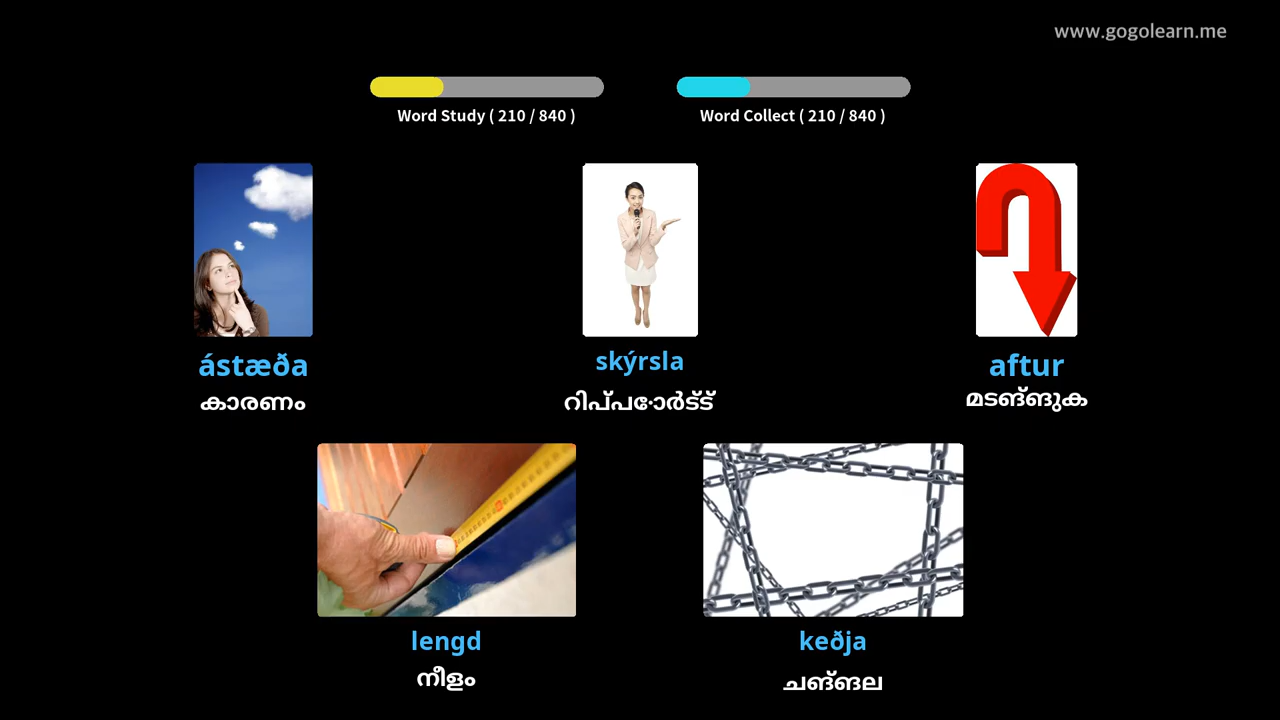 www.gogolearn.me
Word Study ( 210 / 840 )
Word Collect ( 210 / 840 )
ástæða
കാരണം
skýrsla
റിപ്പോർട്ട്
aftur
മടങ്ങുക
lengd
നീളം
keðja
ചങ്ങല